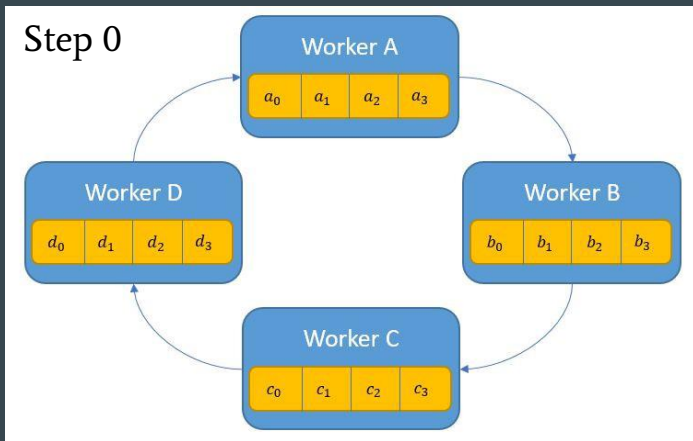 Step 0
Worker A
a₀ a₁ a₂ a₃
Worker D
d₀ d₁ d₂ d₃
Worker B
b₀ b₁ b₂ b₃
Worker C
c₀ c₁ c₂ c₃